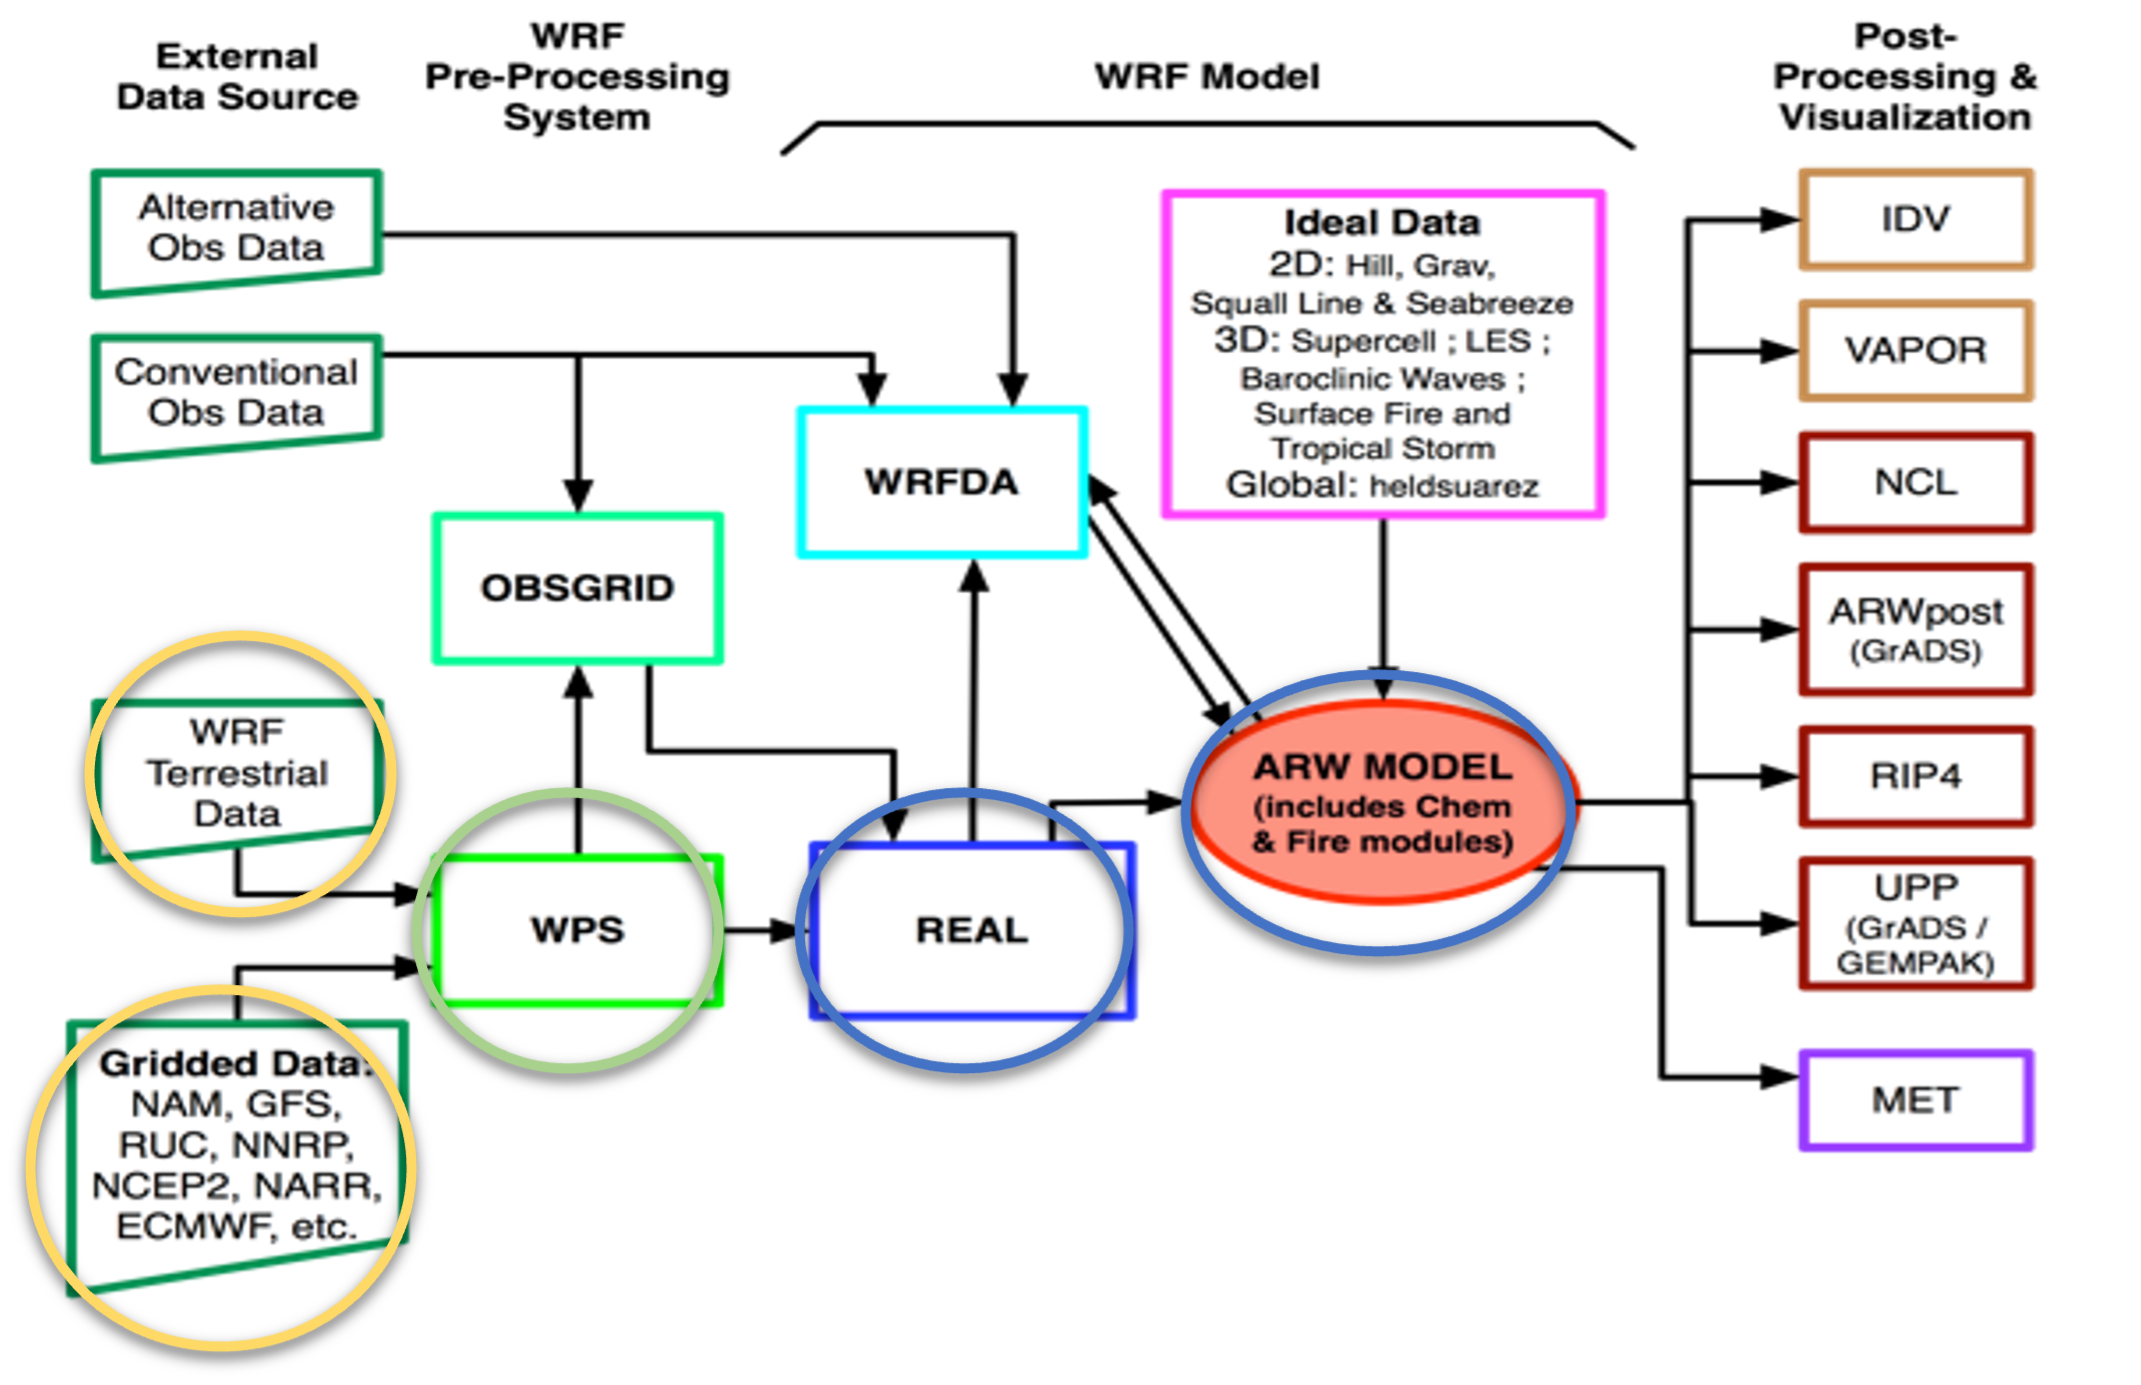 External
Data Source
WRF
Pre-Processing
System
WRF Model
Post-
Processing &
Visualization
Alternative
Obs Data
Conventional
Obs Data
WRF
Terrestrial
Data
Gridded Data:
NAM, GFS,
RUC, NNRP,
NCEP2, NARR,
ECMWF, etc.
OBSGRID
WPS
WRFDA
REAL
Ideal Data
2D: Hill, Grav,
Squall Line & Seabreeze
3D: Supercell ; LES ;
Baroclinic Waves ;
Surface Fire and
Tropical Storm
Global: heldsuarez
ARW MODEL
(includes Chem
& Fire modules)
IDV
VAPOR
NCL
ARWpost
(GrADS)
RIP4
UPP
(GrADS /
GEMPAK)
MET